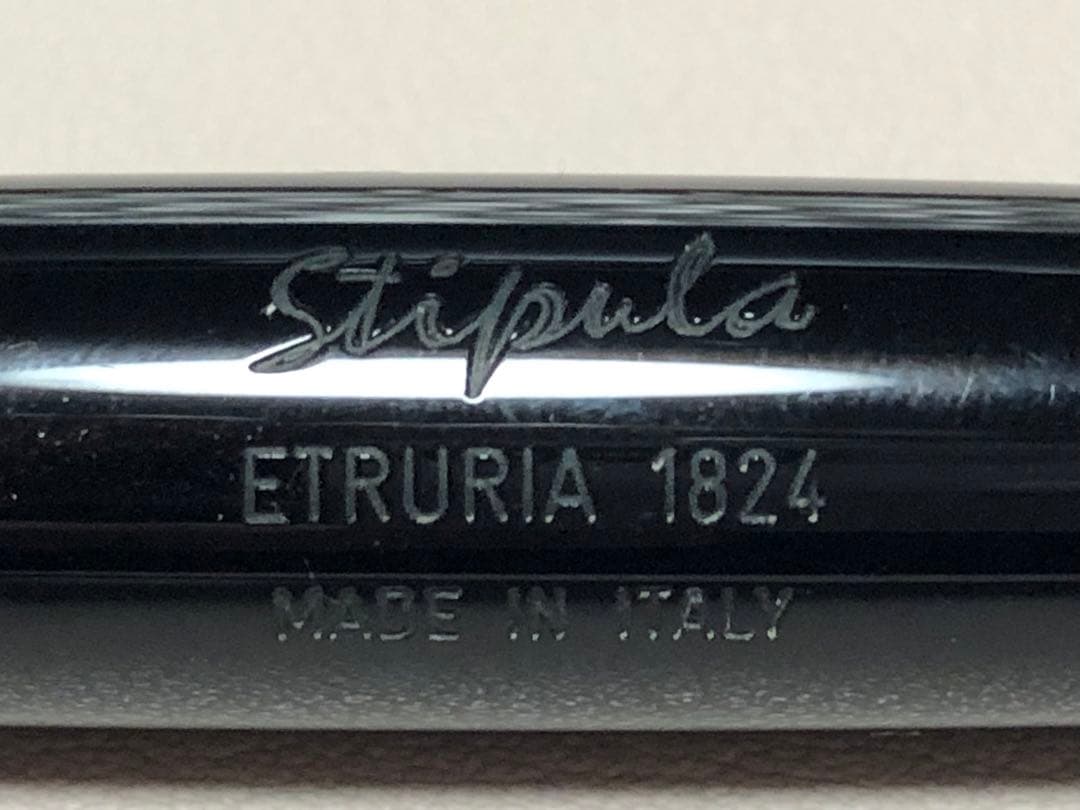 Stipula
ETRURIA 1824
MADE IN ITALY